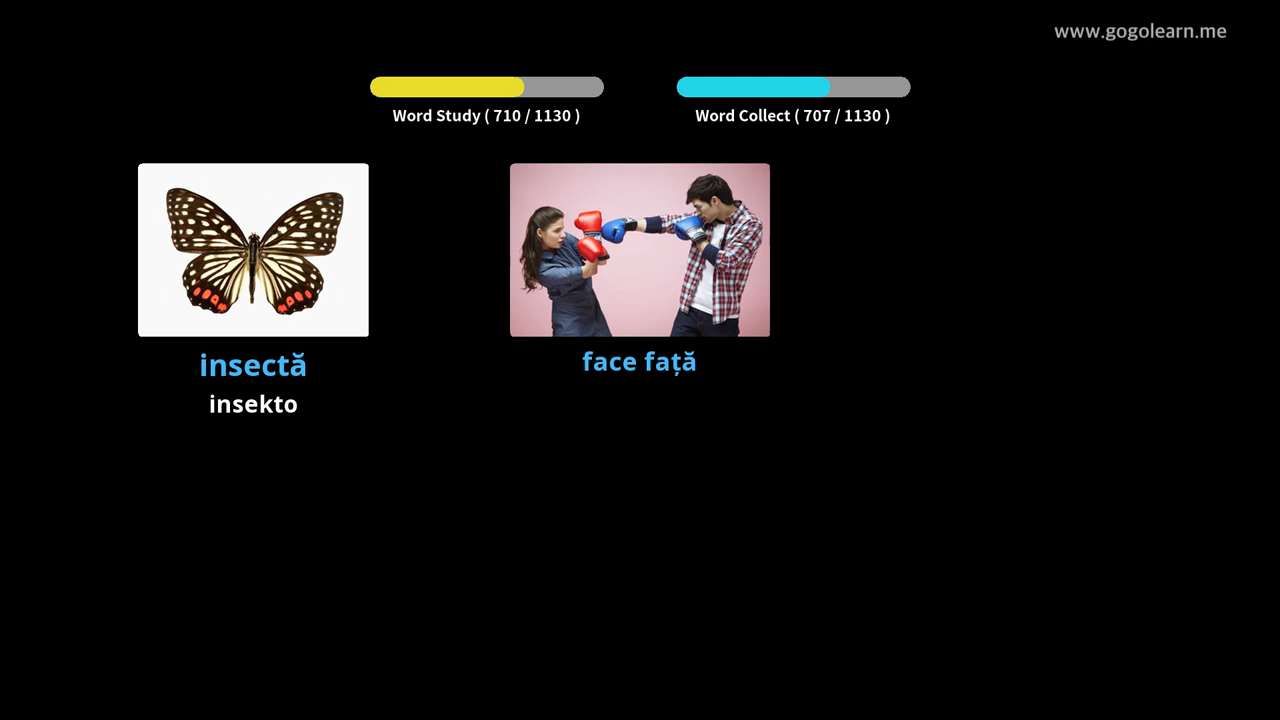 www.gogolearn.me
Word Study ( 710 / 1130 )
Word Collect ( 707 / 1130 )
insectă
insekto
face față